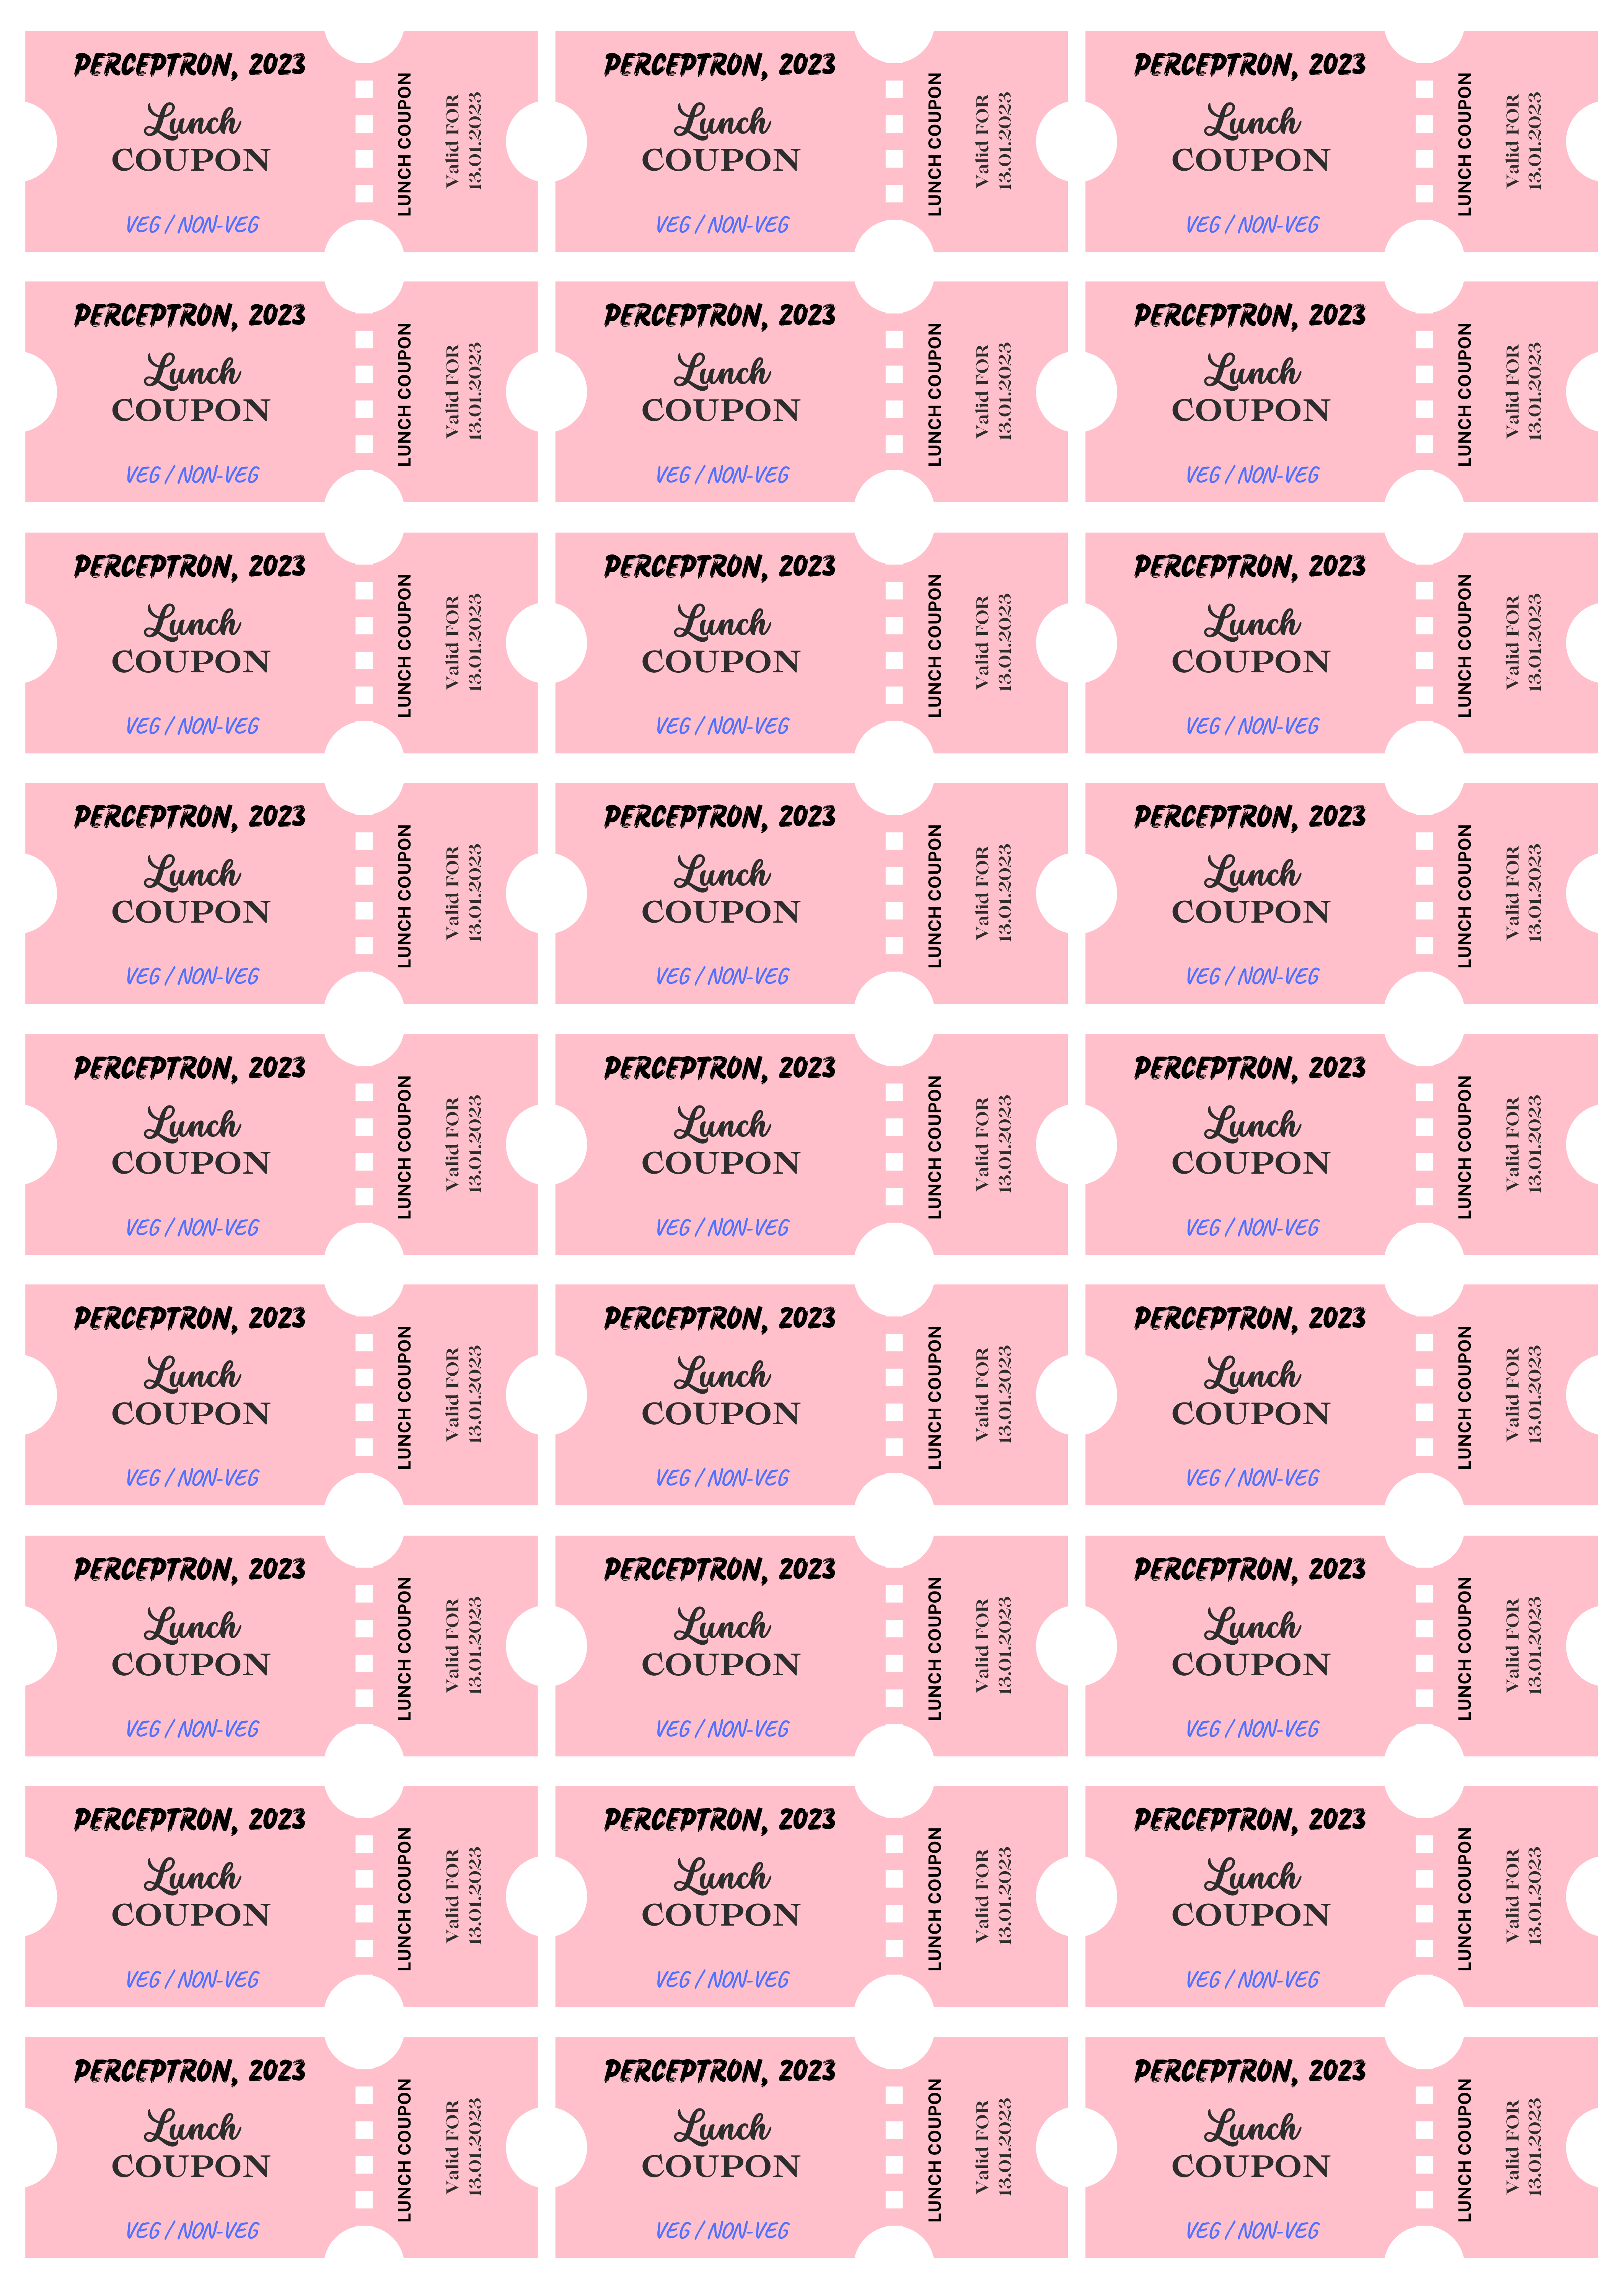 PERCEPTRON, 2023
Lunch
COUPON
VEG / NON-VEG
LUNCH COUPON
Valid FOR
13.01.2023
PERCEPTRON, 2023
Lunch
COUPON
VEG / NON-VEG
LUNCH COUPON
Valid FOR
13.01.2023
PERCEPTRON, 2023
Lunch
COUPON
VEG / NON-VEG
LUNCH COUPON
Valid FOR
13.01.2023
PERCEPTRON, 2023
Lunch
COUPON
VEG / NON-VEG
LUNCH COUPON
Valid FOR
13.01.2023
PERCEPTRON, 2023
Lunch
COUPON
VEG / NON-VEG
LUNCH COUPON
Valid FOR
13.01.2023
PERCEPTRON, 2023
Lunch
COUPON
VEG / NON-VEG
LUNCH COUPON
Valid FOR
13.01.2023
PERCEPTRON, 2023
Lunch
COUPON
VEG / NON-VEG
LUNCH COUPON
Valid FOR
13.01.2023
PERCEPTRON, 2023
Lunch
COUPON
VEG / NON-VEG
LUNCH COUPON
Valid FOR
13.01.2023
PERCEPTRON, 2023
Lunch
COUPON
VEG / NON-VEG
LUNCH COUPON
Valid FOR
13.01.2023
PERCEPTRON, 2023
Lunch
COUPON
VEG / NON-VEG
LUNCH COUPON
Valid FOR
13.01.2023
PERCEPTRON, 2023
Lunch
COUPON
VEG / NON-VEG
LUNCH COUPON
Valid FOR
13.01.2023
PERCEPTRON, 2023
Lunch
COUPON
VEG / NON-VEG
LUNCH COUPON
Valid FOR
13.01.2023
PERCEPTRON, 2023
Lunch
COUPON
VEG / NON-VEG
LUNCH COUPON
Valid FOR
13.01.2023
PERCEPTRON, 2023
Lunch
COUPON
VEG / NON-VEG
LUNCH COUPON
Valid FOR
13.01.2023
PERCEPTRON, 2023
Lunch
COUPON
VEG / NON-VEG
LUNCH COUPON
Valid FOR
13.01.2023
PERCEPTRON, 2023
Lunch
COUPON
VEG / NON-VEG
LUNCH COUPON
Valid FOR
13.01.2023
PERCEPTRON, 2023
Lunch
COUPON
VEG / NON-VEG
LUNCH COUPON
Valid FOR
13.01.2023
PERCEPTRON, 2023
Lunch
COUPON
VEG / NON-VEG
LUNCH COUPON
Valid FOR
13.01.2023
PERCEPTRON, 2023
Lunch
COUPON
VEG / NON-VEG
LUNCH COUPON
Valid FOR
13.01.2023
PERCEPTRON, 2023
Lunch
COUPON
VEG / NON-VEG
LUNCH COUPON
Valid FOR
13.01.2023
PERCEPTRON, 2023
Lunch
COUPON
VEG / NON-VEG
LUNCH COUPON
Valid FOR
13.01.2023
PERCEPTRON, 2023
Lunch
COUPON
VEG / NON-VEG
LUNCH COUPON
Valid FOR
13.01.2023
PERCEPTRON, 2023
Lunch
COUPON
VEG / NON-VEG
LUNCH COUPON
Valid FOR
13.01.2023
PERCEPTRON, 2023
Lunch
COUPON
VEG / NON-VEG
LUNCH COUPON
Valid FOR
13.01.2023
PERCEPTRON, 2023
Lunch
COUPON
VEG / NON-VEG
LUNCH COUPON
Valid FOR
13.01.2023
PERCEPTRON, 2023
Lunch
COUPON
VEG / NON-VEG
LUNCH COUPON
Valid FOR
13.01.2023
PERCEPTRON, 2023
Lunch
COUPON
VEG / NON-VEG
LUNCH COUPON
Valid FOR
13.01.2023